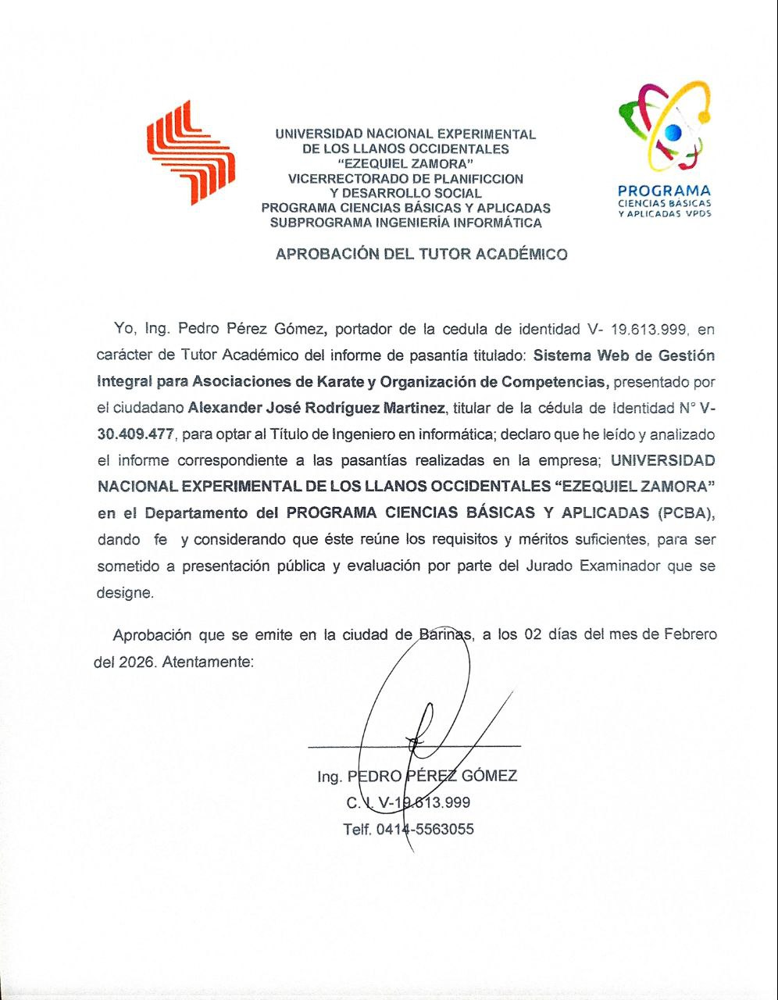 UNIVERSIDAD NACIONAL EXPERIMENTAL
DE LOS LLANOS OCCIDENTALES
“EZEQUIEL ZAMORA”
VICERRECTORADO DE PLANIFICCION
Y DESARROLLO SOCIAL
PROGRAMA CIENCIAS BÁSICAS Y APLICADAS
SUBPROGRAMA INGENIERÍA INFORMÁTICA
PROGRAMA
CIENCIAS BÁSICAS
Y APLICADAS VPDS
APROBACIÓN DEL TUTOR ACADÉMICO
Yo, Ing. Pedro Pérez Gómez, portador de la cedula de identidad V- 19.613.999, en
carácter de Tutor Académico del informe de pasantía titulado: Sistema Web de Gestión
Integral para Asociaciones de Karate y Organización de Competencias, presentado por
el ciudadano Alexander José Rodríguez Martinez, titular de la cédula de Identidad N° V-
30.409.477, para optar al Título de Ingeniero en informática; declaro que he leído y analizado
el informe correspondiente a las pasantías realizadas en la empresa; UNIVERSIDAD
NACIONAL EXPERIMENTAL DE LOS LLANOS OCCIDENTALES “EZEQUIEL ZAMORA”
en el Departamento del PROGRAMA CIENCIAS BÁSICAS Y APLICADAS (PCBA),
dando fe y considerando que éste reúne los requisitos y méritos suficientes, para ser
sometido a presentación pública y evaluación por parte del Jurado Examinador que se
designe.
Aprobación que se emite en la ciudad de Barinas, a los 02 días del mes de Febrero
del 2026. Atentamente:
Ing. PEDRO PÉREZ GÓMEZ
C. I. V-19.613.999
Telf. 0414-5563055